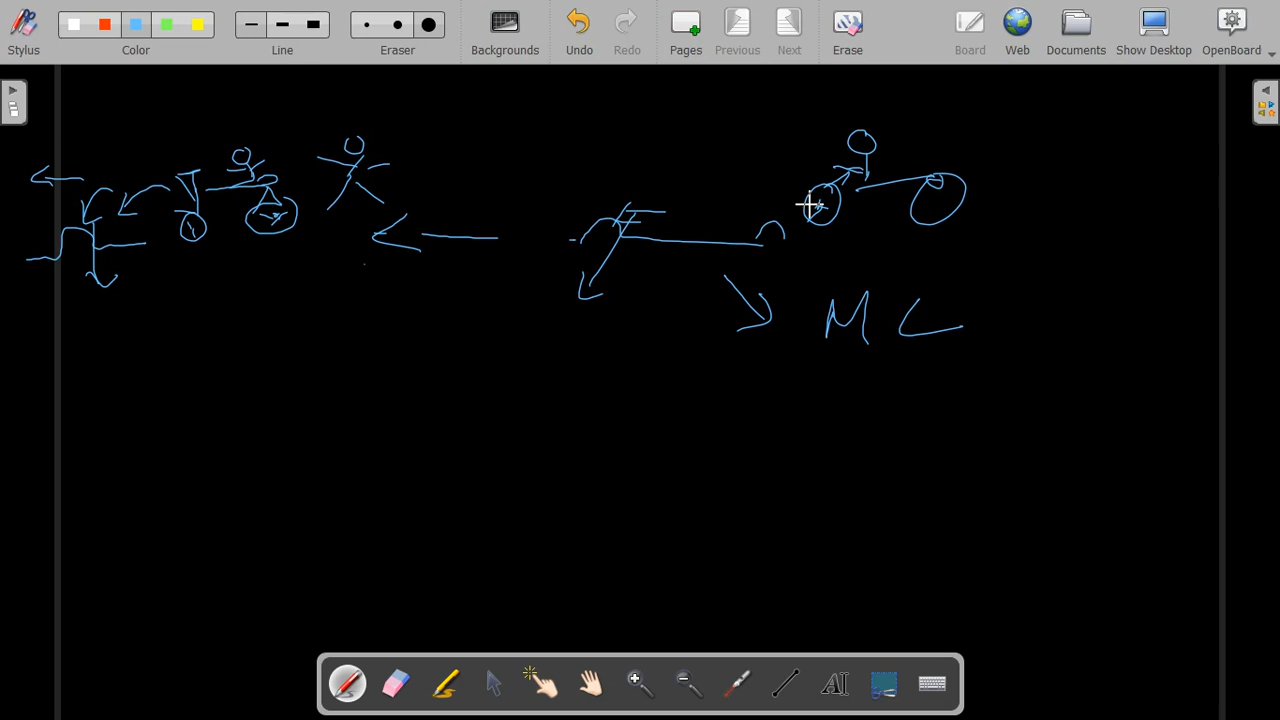 Stylus
Color
Line
Eraser
Backgrounds
Undo
Redo
Pages
Previous
Next
Erase
Board
Web
Documents
Show Desktop
OpenBoard
M L